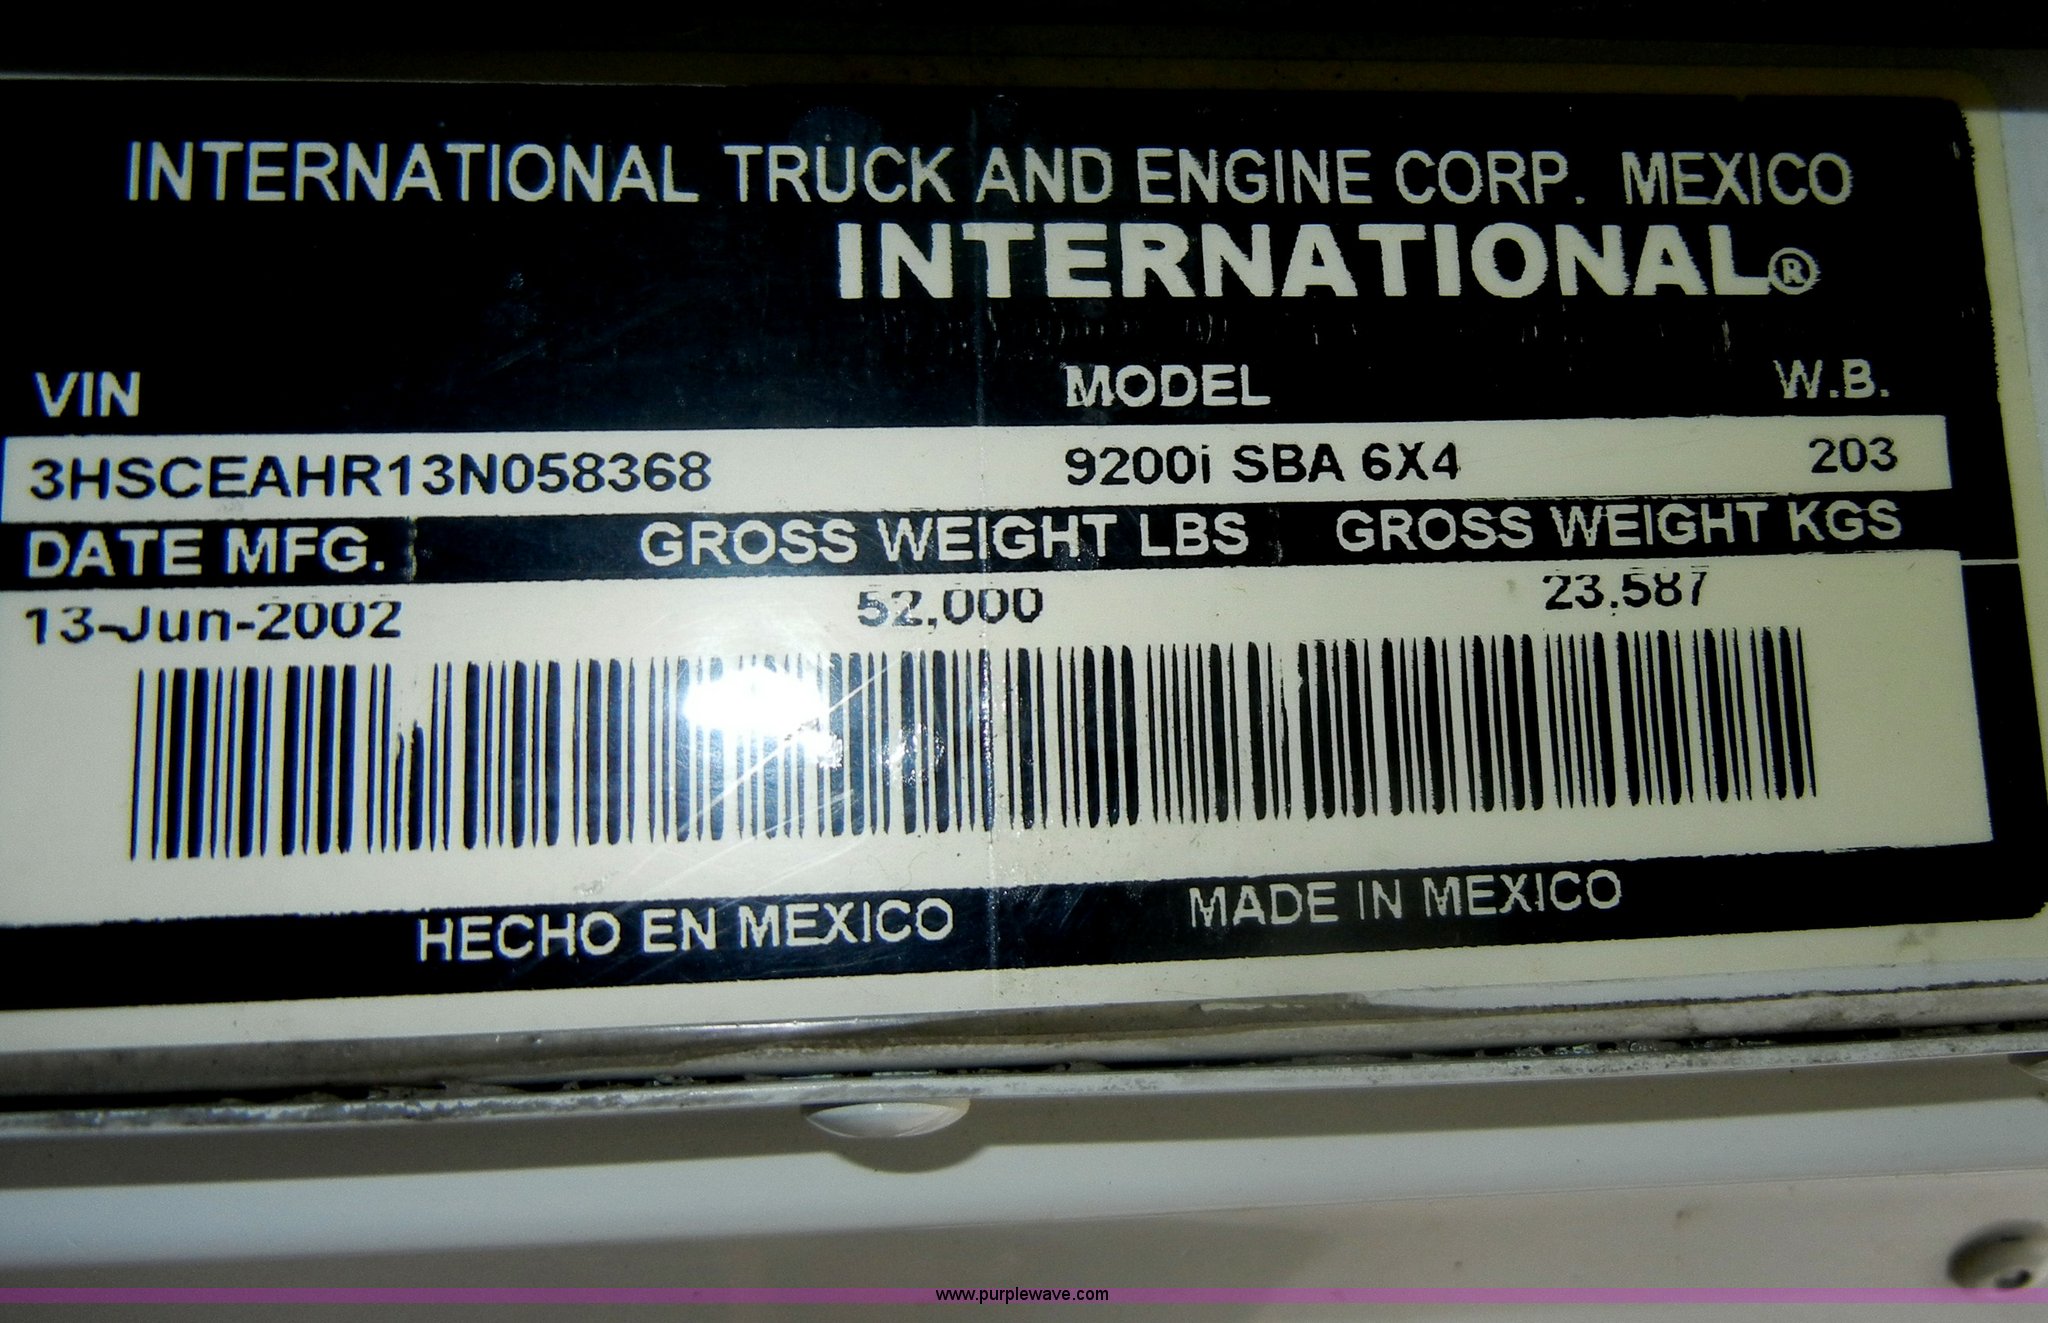 INTERNATIONAL TRUCK AND ENGINE CORP. MEXICO
INTERNATIONAL®
VIN MODEL W.B.
3HSCEAHR13N058368 9200i SBA 6X4 203
DATE MFG. GROSS WEIGHT LBS GROSS WEIGHT KGS
13-Jun-2002 52,000 23,587
HECHO EN MEXICO MADE IN MEXICO
www.purplewave.com